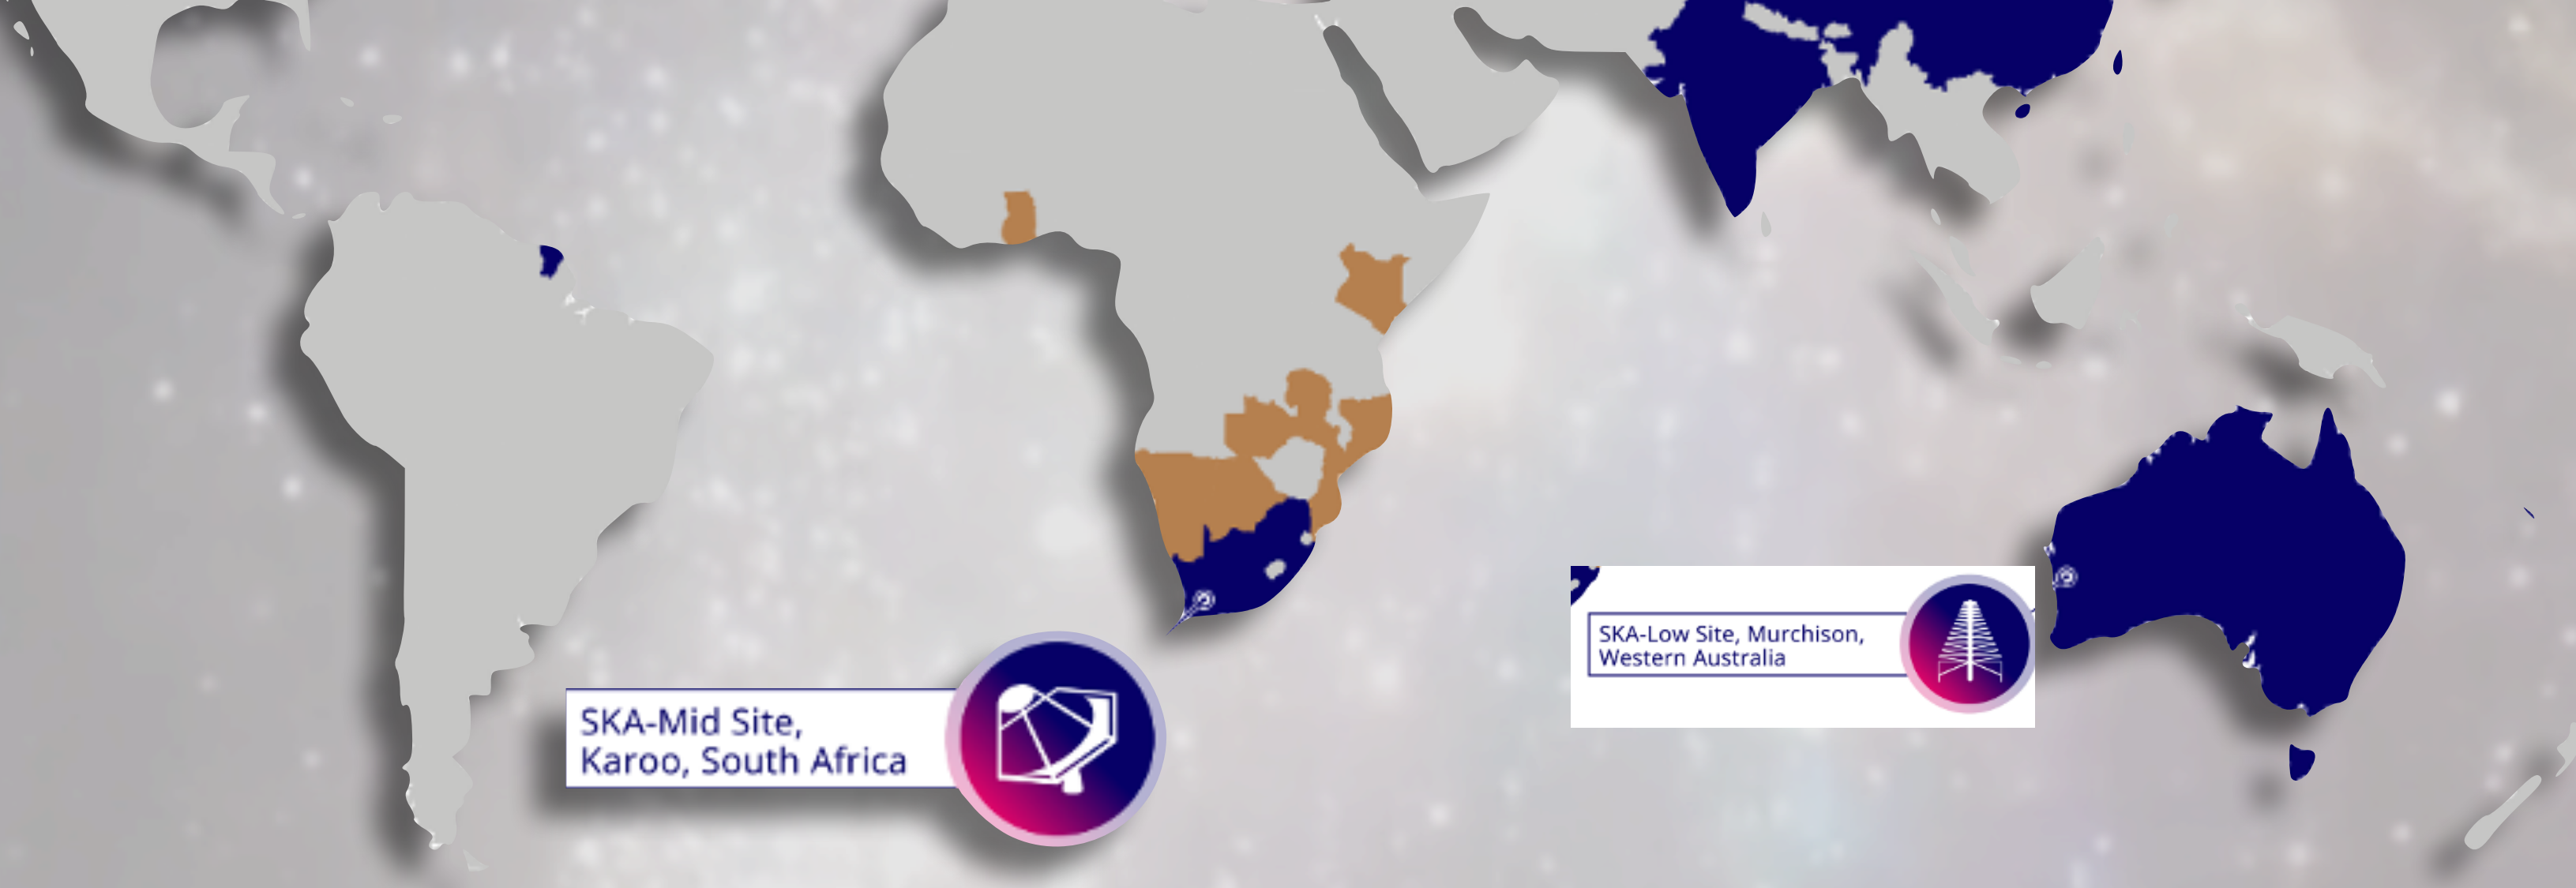 SKA-Mid Site,
Karoo, South Africa
SKA-Low Site, Murchison,
Western Australia